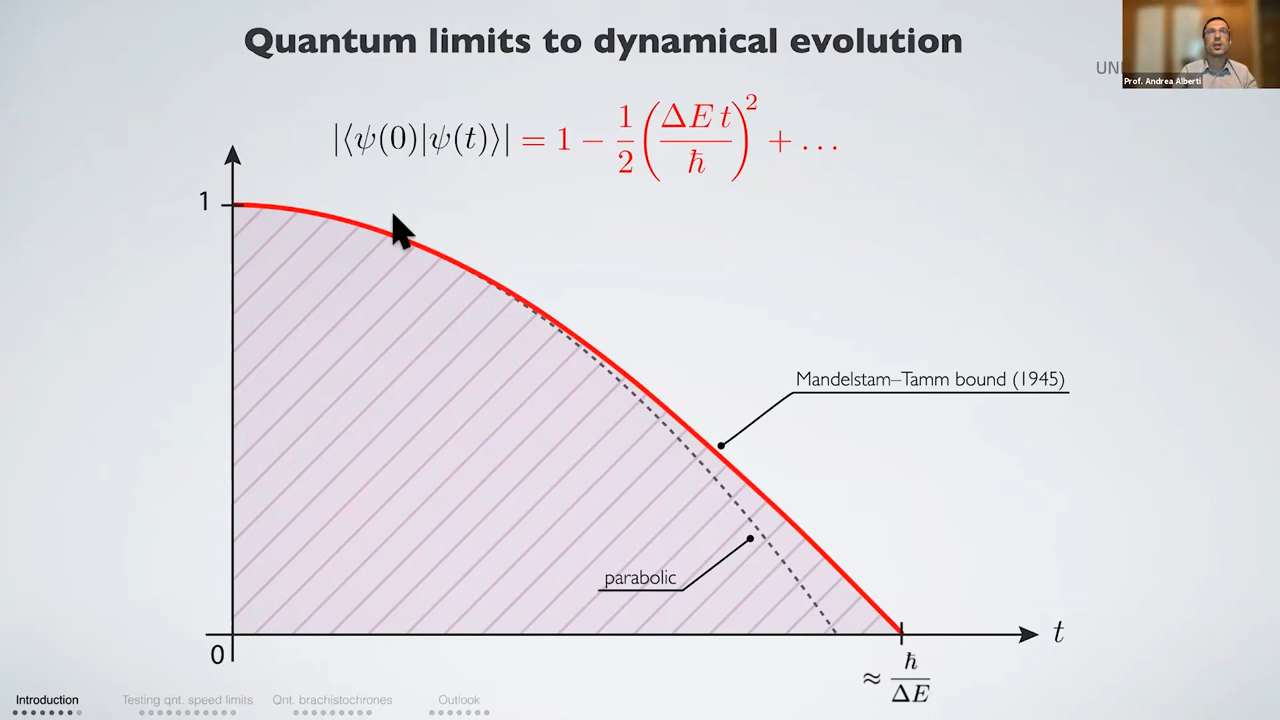 Quantum limits to dynamical evolution
UNI
Prof. Andrea Alberti
|⟨ψ(0)|ψ(t)⟩| = 1 − 1/2 (ΔE t/ħ)² + …
1
Mandelstam–Tamm bound (1945)
parabolic
0
t
≈ ħ/ΔE
Introduction Testing qnt. speed limits Qnt. brachistochrones Outlook